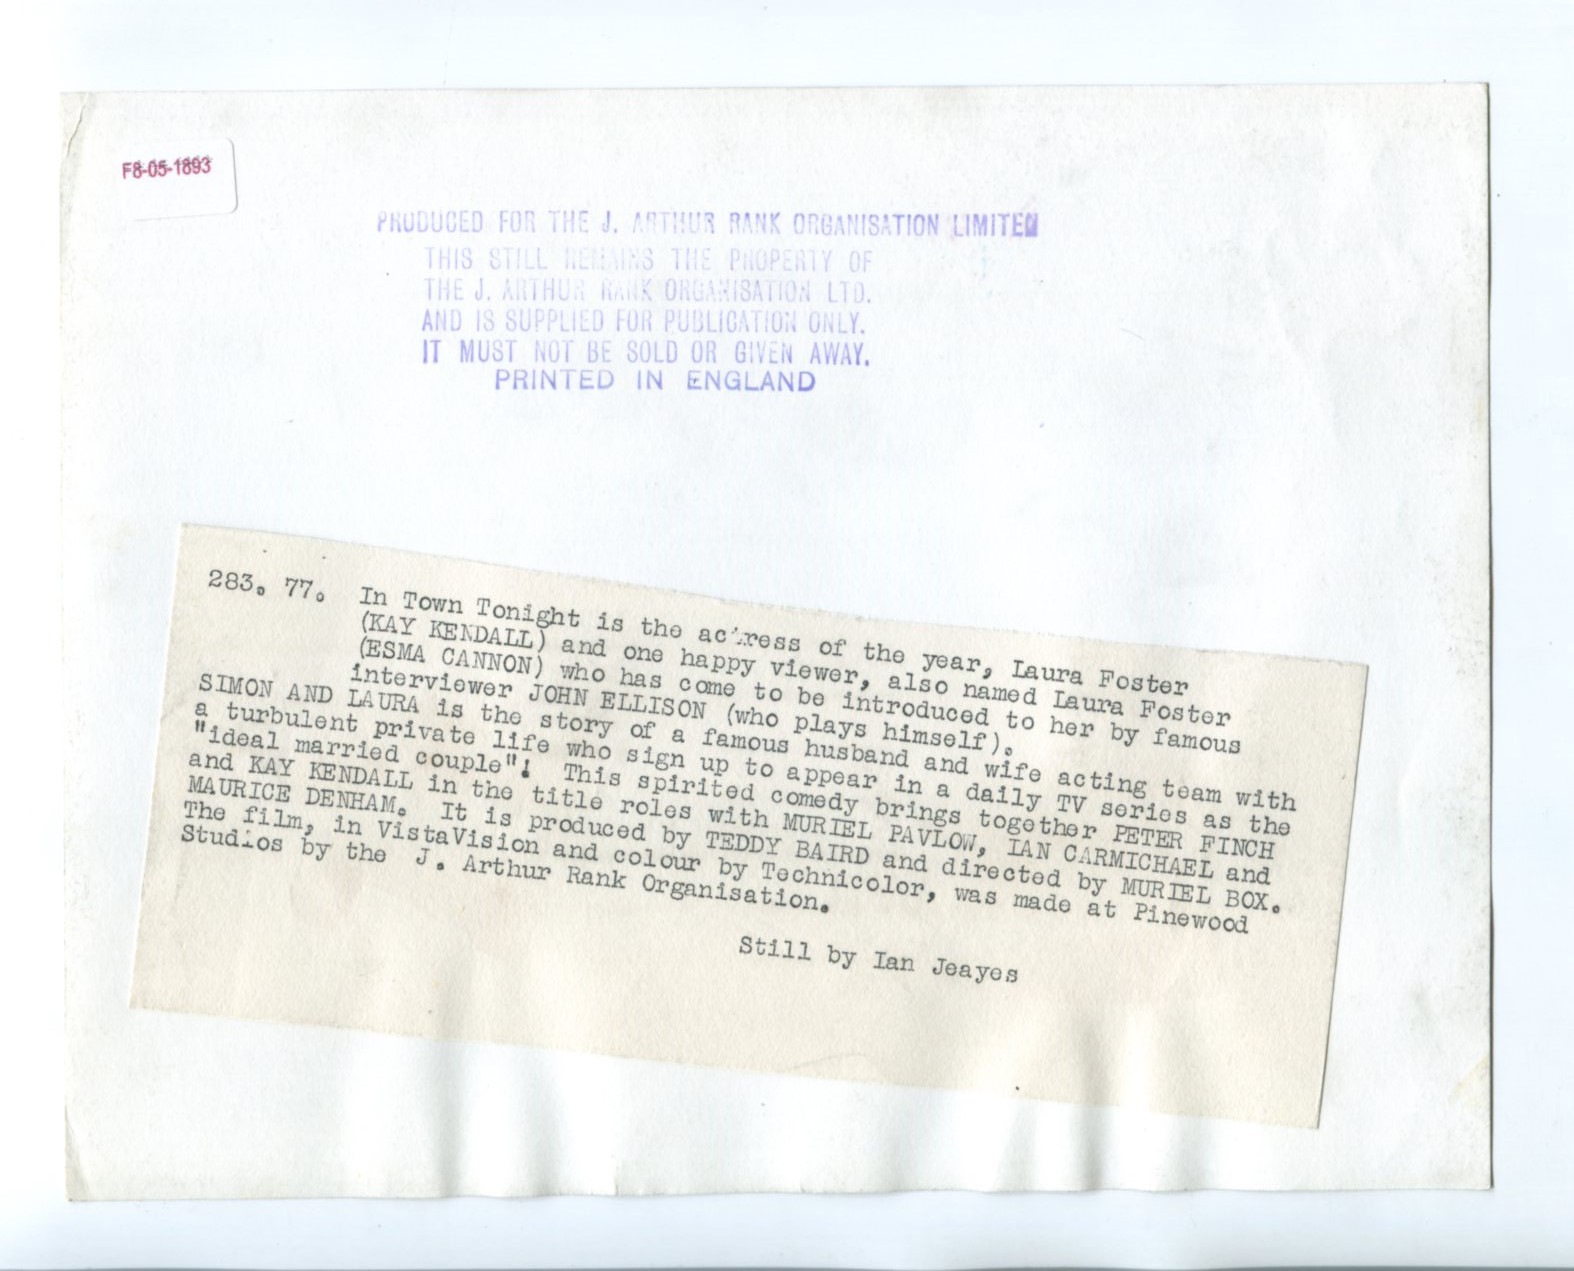 F8-05-1893
PRODUCED FOR THE J. ARTHUR RANK ORGANISATION LIMITED
THIS STILL REMAINS THE PROPERTY OF
THE J. ARTHUR RANK ORGANISATION LTD.
AND IS SUPPLIED FOR PUBLICATION ONLY.
IT MUST NOT BE SOLD OR GIVEN AWAY.
PRINTED IN ENGLAND
283. 77. In Town Tonight is the actress of the year, Laura Foster
(KAY KENDALL) and one happy viewer, also named Laura Foster
(ESMA CANNON) who has come to be introduced to her by famous
interviewer JOHN ELLISON (who plays himself).
SIMON AND LAURA is the story of a famous husband and wife acting team with
a turbulent private life who sign up to appear in a daily TV series as the
"ideal married couple"! This spirited comedy brings together PETER FINCH
and KAY KENDALL in the title roles with MURIEL PAVLOW, IAN CARMICHAEL and
MAURICE DENHAM. It is produced by TEDDY BAIRD and directed by MURIEL BOX.
The film, in VistaVision and colour by Technicolor, was made at Pinewood
Studios by the J. Arthur Rank Organisation.
Still by Ian Jeayes